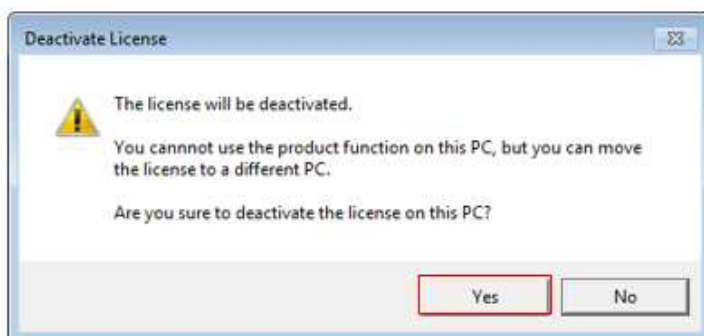 Deactivate License
The license will be deactivated.
You cannnot use the product function on this PC, but you can move
the license to a different PC.
Are you sure to deactivate the license on this PC?
Yes
No